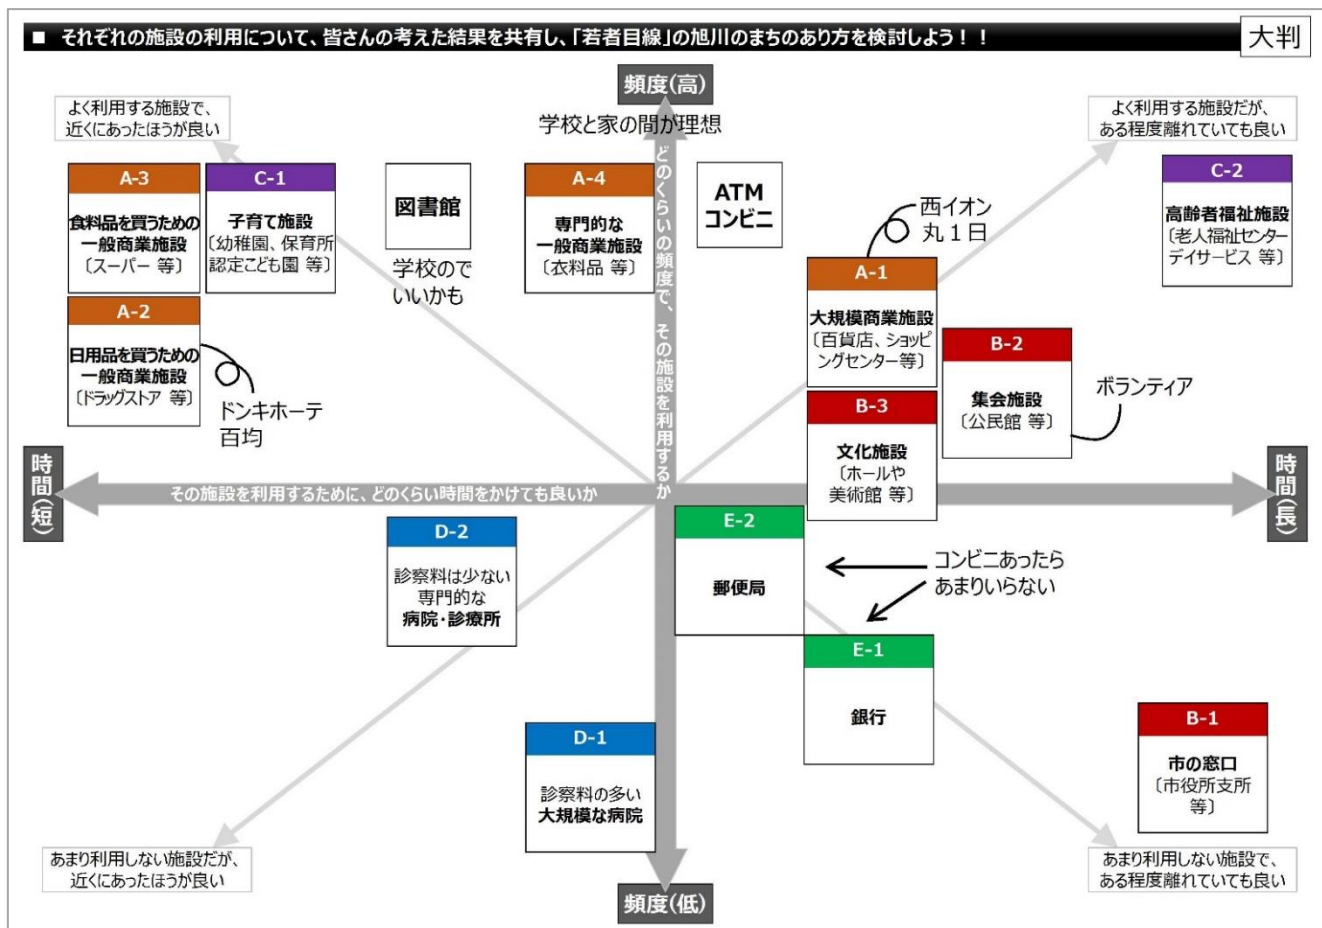 ■ それぞれの施設の利用について、皆さんの考えた結果を共有し、「若者目線」の旭川のまちのあり方を検討しよう！！
大判
頻度(高)
よく利用する施設で、
近くにあったほうが良い
学校と家の間が理想
よく利用する施設だが、
ある程度離れていても良い
A-3
食料品を買うための
一般商業施設
〔スーパー 等〕
C-1
子育て施設
〔幼稚園、保育所
認定こども園 等〕
図書館
学校ので
いいかも
A-4
専門的な
一般商業施設
〔衣料品 等〕
どのくらいの頻度で、その施設を利用するか
ATM
コンビニ
西イオン
丸１日
A-1
大規模商業施設
〔百貨店、ショッピ
ングセンター等〕
C-2
高齢者福祉施設
〔老人福祉センター
デイサービス 等〕
A-2
日用品を買うための
一般商業施設
〔ドラッグストア 等〕
ドンキホーテ
百均
B-2
集会施設
〔公民館 等〕
ボランティア
B-3
文化施設
〔ホールや
美術館 等〕
時間(短)
その施設を利用するために、どのくらい時間をかけても良いか
時間(長)
D-2
診察料は少ない
専門的な
病院・診療所
E-2
郵便局
コンビニあったら
あまりいらない
E-1
銀行
D-1
診察料の多い
大規模な病院
B-1
市の窓口
〔市役所支所
等〕
あまり利用しない施設だが、
近くにあったほうが良い
あまり利用しない施設で、
ある程度離れていても良い
頻度(低)